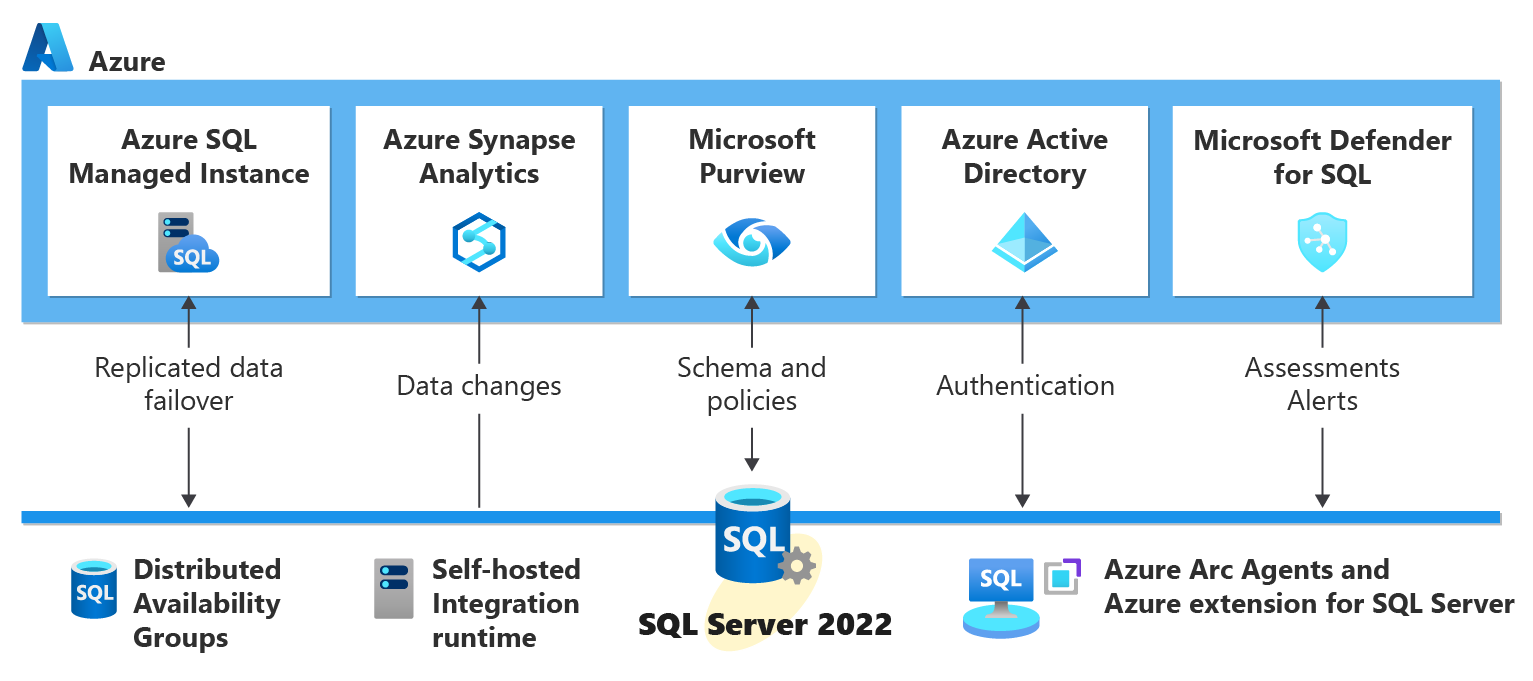 Azure
Azure SQL
Managed Instance
SQL
Azure Synapse
Analytics
Microsoft
Purview
Azure Active
Directory
Microsoft Defender
for SQL
Replicated data
failover
Data changes
Schema and
policies
Authentication
Assessments
Alerts
SQL
Distributed
Availability
Groups
SQL
Self-hosted
Integration
runtime
SQL
SQL Server 2022
SQL
Azure Arc Agents and
Azure extension for SQL Server